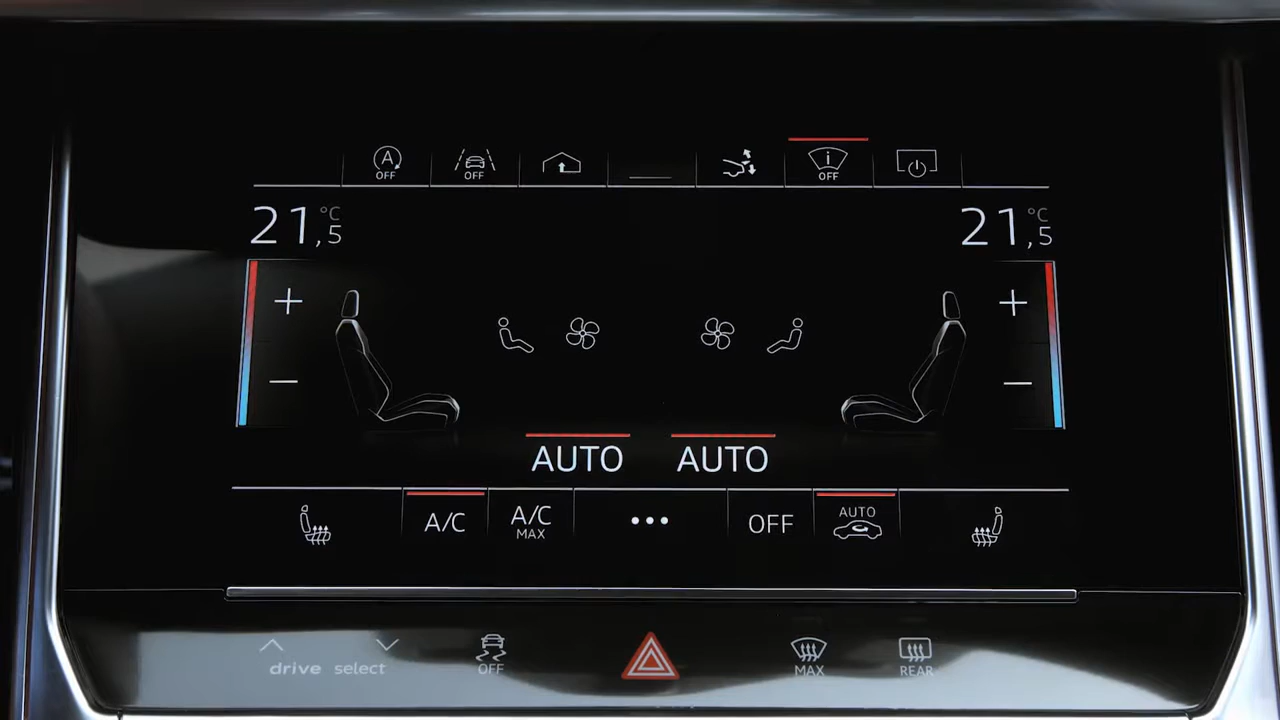 A
OFF
OFF
i
OFF
21,5 °C
21,5 °C
AUTO
AUTO
A/C
A/C
MAX
OFF
AUTO
drive select
OFF
MAX
REAR